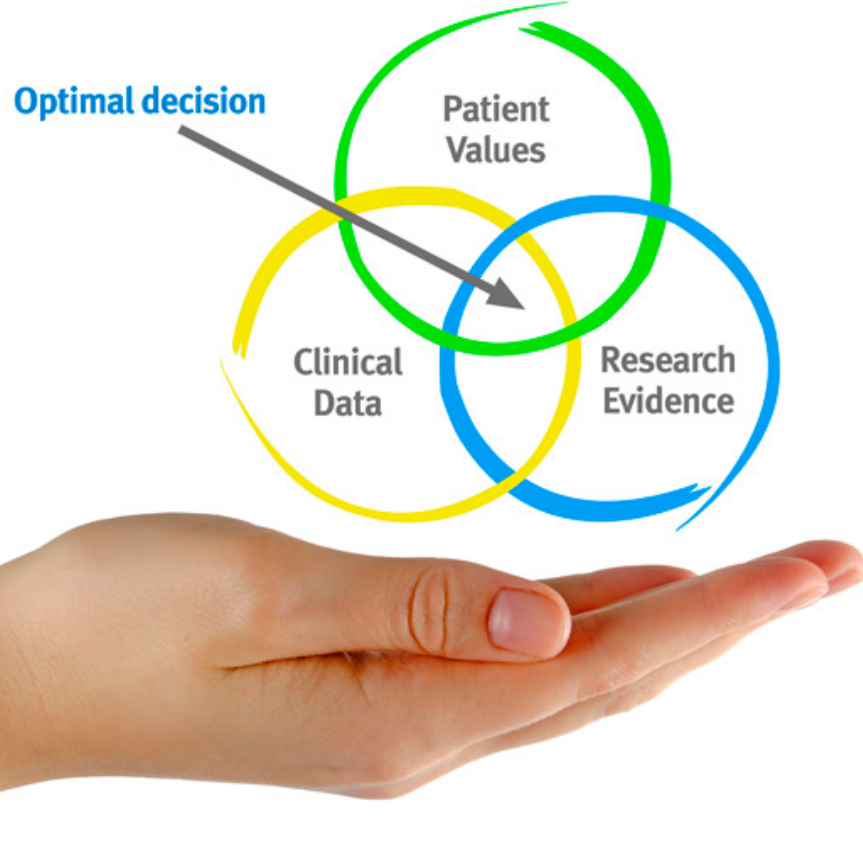 Optimal decision
Patient
Values
Clinical
Data
Research
Evidence